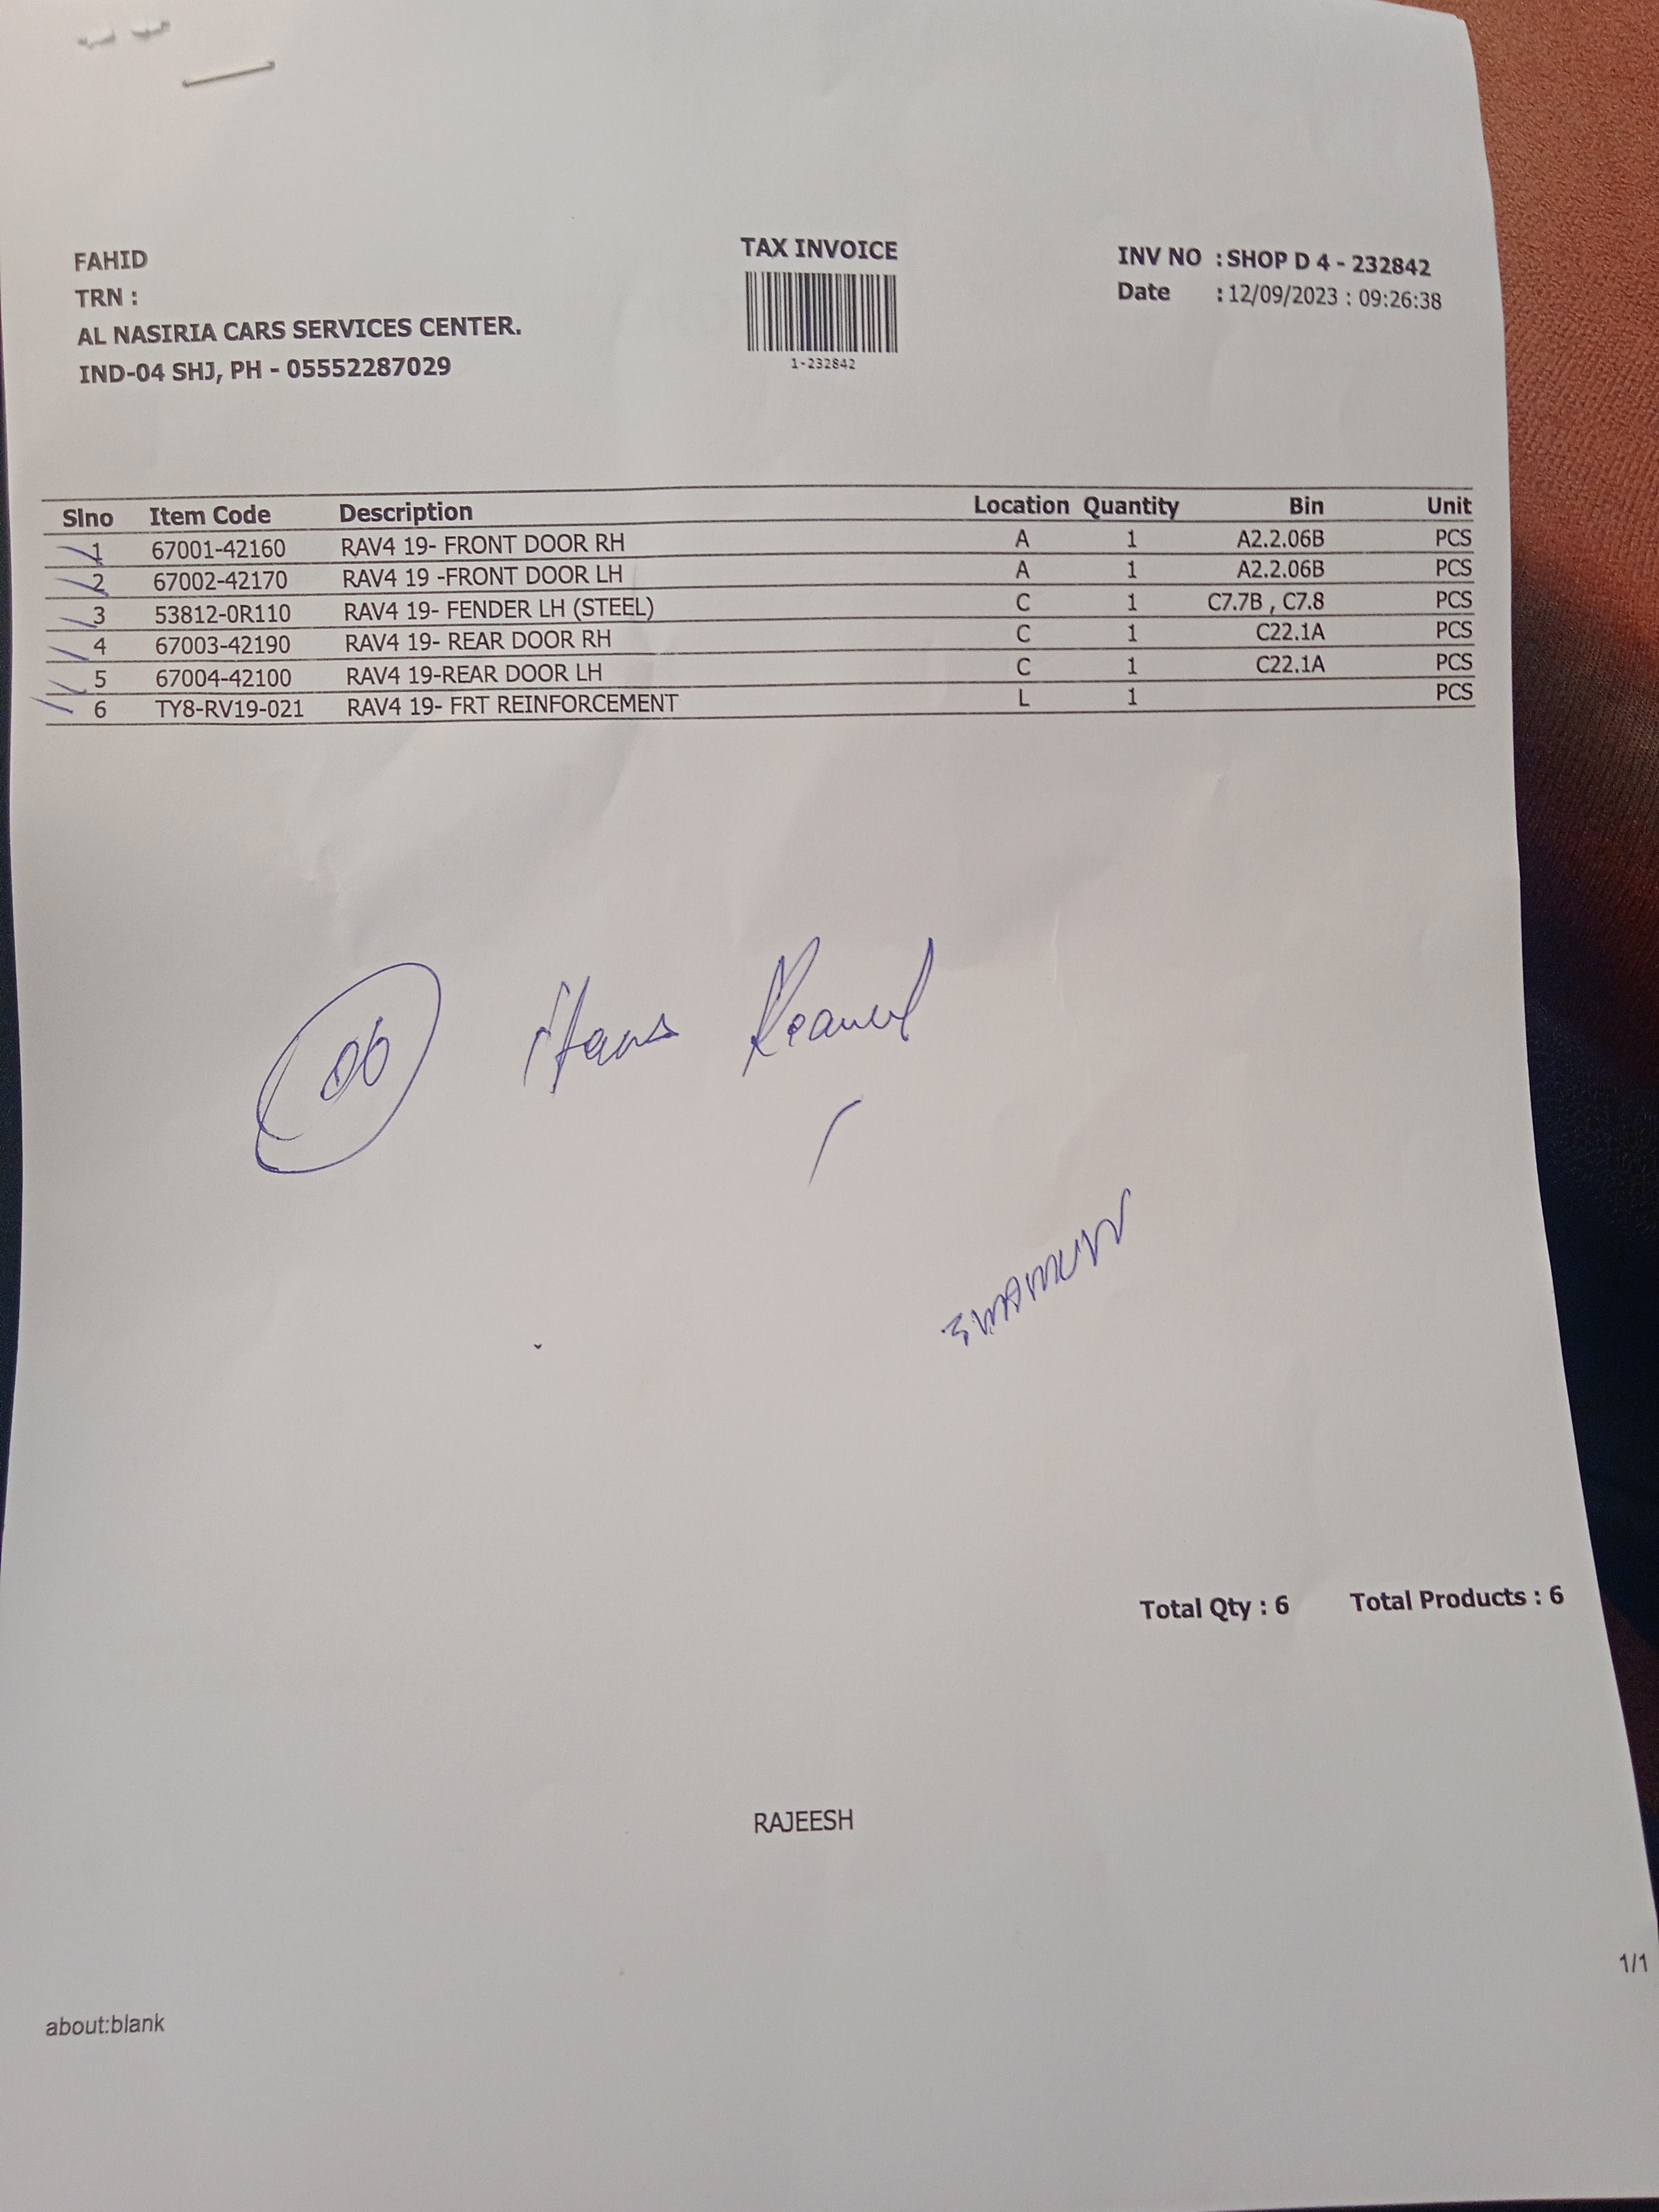 FAHID
TRN :
AL NASIRIA CARS SERVICES CENTER.
IND-04 SHJ, PH - 05552287029
TAX INVOICE
1-232842
INV NO : SHOP D 4 - 232842
Date : 12/09/2023 : 09:26:38
Slno Item Code Description Location Quantity Bin Unit
1 67001-42160 RAV4 19- FRONT DOOR RH A 1 A2.2.06B PCS
2 67002-42170 RAV4 19 -FRONT DOOR LH A 1 A2.2.06B PCS
3 53812-0R110 RAV4 19- FENDER LH (STEEL) C 1 C7.7B , C7.8 PCS
4 67003-42190 RAV4 19- REAR DOOR RH C 1 C22.1A PCS
5 67004-42100 RAV4 19-REAR DOOR LH C 1 C22.1A PCS
6 TY8-RV19-021 RAV4 19- FRT REINFORCEMENT L 1 PCS
06
Total Qty : 6 Total Products : 6
RAJEESH
1/1
about:blank